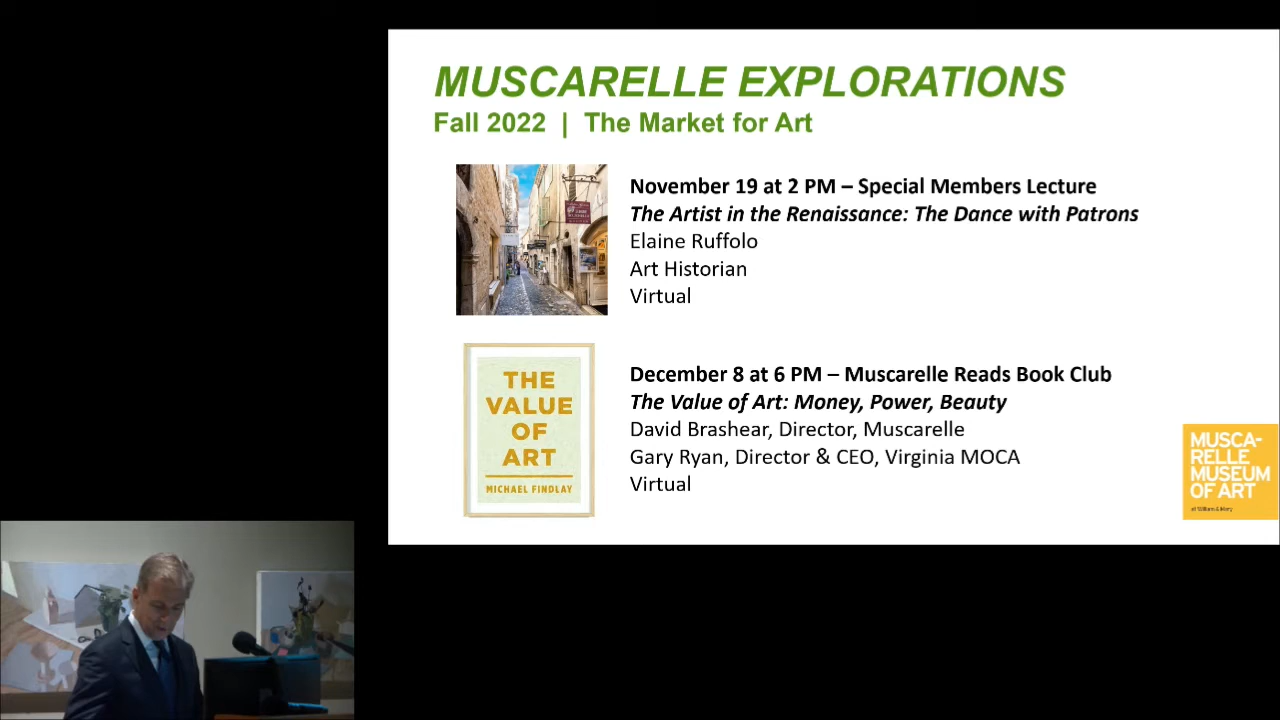 MUSCARELLE EXPLORATIONS
Fall 2022 | The Market for Art
November 19 at 2 PM – Special Members Lecture
The Artist in the Renaissance: The Dance with Patrons
Elaine Ruffolo
Art Historian
Virtual
THE
VALUE
OF
ART
MICHAEL FINDLAY
December 8 at 6 PM – Muscarelle Reads Book Club
The Value of Art: Money, Power, Beauty
David Brashear, Director, Muscarelle
Gary Ryan, Director & CEO, Virginia MOCA
Virtual
MUSCA-
RELLE
MUSEUM
OF ART
at William & Mary